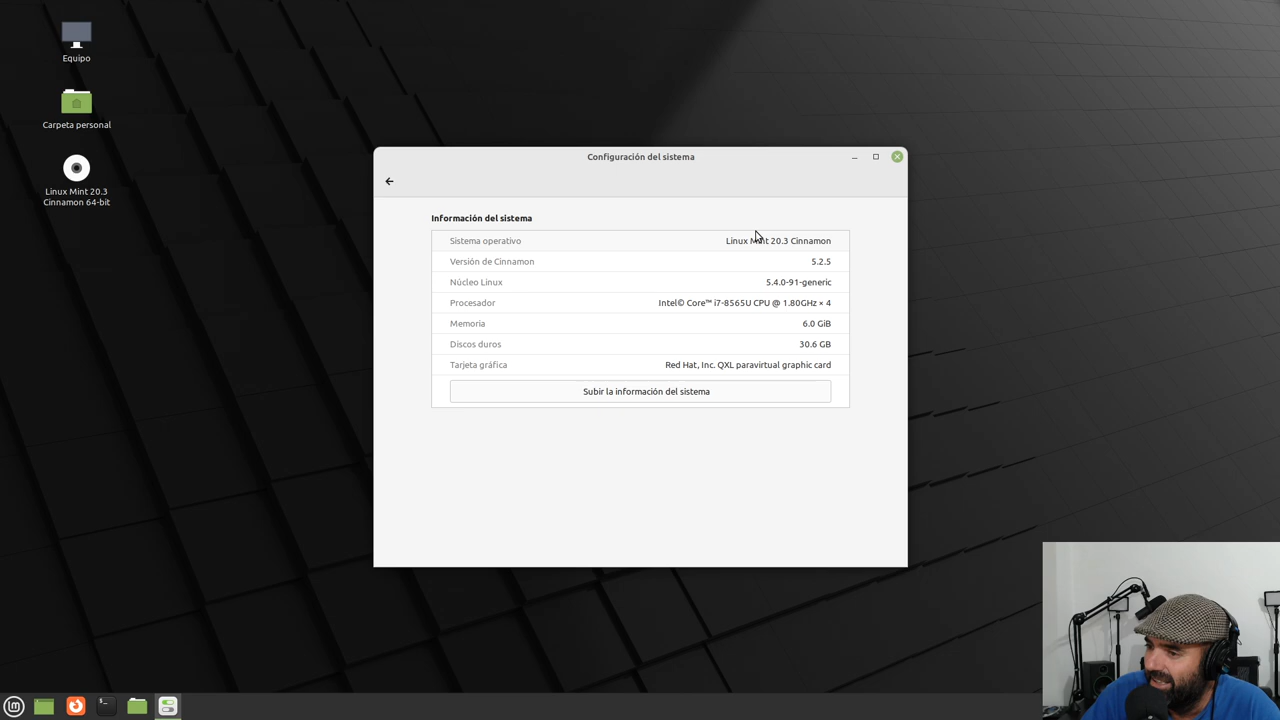 Equipo
Carpeta personal
Linux Mint 20.3
Cinnamon 64-bit
Configuración del sistema
Información del sistema
Sistema operativo Linux Mint 20.3 Cinnamon
Versión de Cinnamon 5.2.5
Núcleo Linux 5.4.0-91-generic
Procesador Intel© Core™ i7-8565U CPU @ 1.80GHz × 4
Memoria 6.0 GiB
Discos duros 30.6 GB
Tarjeta gráfica Red Hat, Inc. QXL paravirtual graphic card
Subir la información del sistema